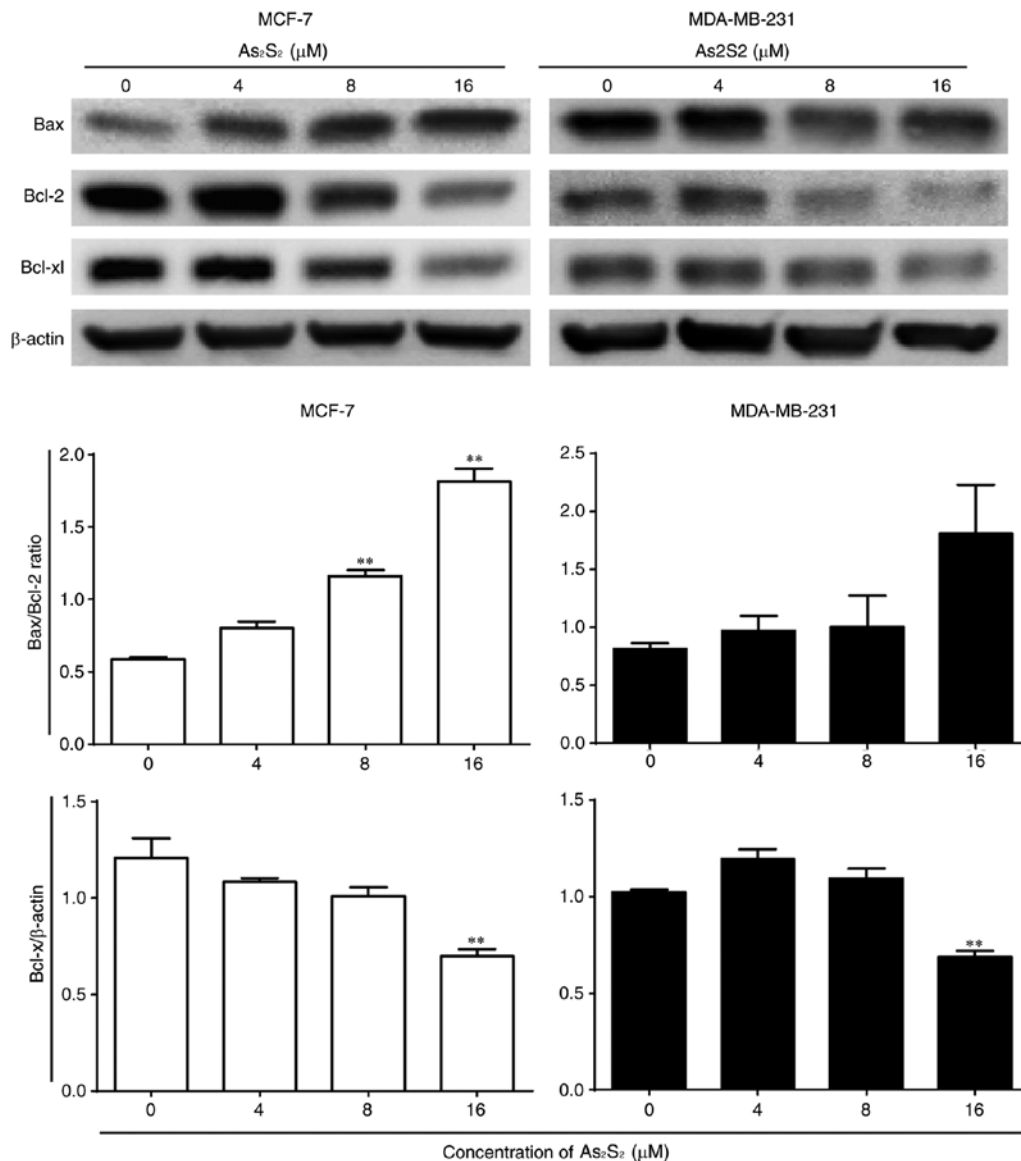 MCF-7 MDA-MB-231
As₂S₂ (μM) As2S2 (μM)
0 4 8 16 0 4 8 16
Bax
Bcl-2
Bcl-xl
β-actin
MCF-7 MDA-MB-231
Bax/Bcl-2 ratio
2.0
1.5
1.0
0.5
0.0
** **
0 4 8 16
2.5
2.0
1.5
1.0
0.5
0.0
0 4 8 16
Bcl-x/β-actin
1.5
1.0
0.5
0.0
**
0 4 8 16
1.5
1.0
0.5
0.0
**
0 4 8 16
Concentration of As₂S₂ (μM)